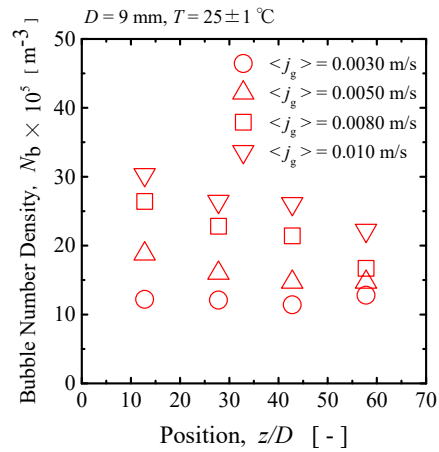 D = 9 mm, T = 25±1 ℃
Bubble Number Density, Nb × 10⁵ [m⁻³]
50
40
30
20
10
0
<jg> = 0.0030 m/s
<jg> = 0.0050 m/s
<jg> = 0.0080 m/s
<jg> = 0.010 m/s
0 10 20 30 40 50 60 70
Position, z/D [ - ]